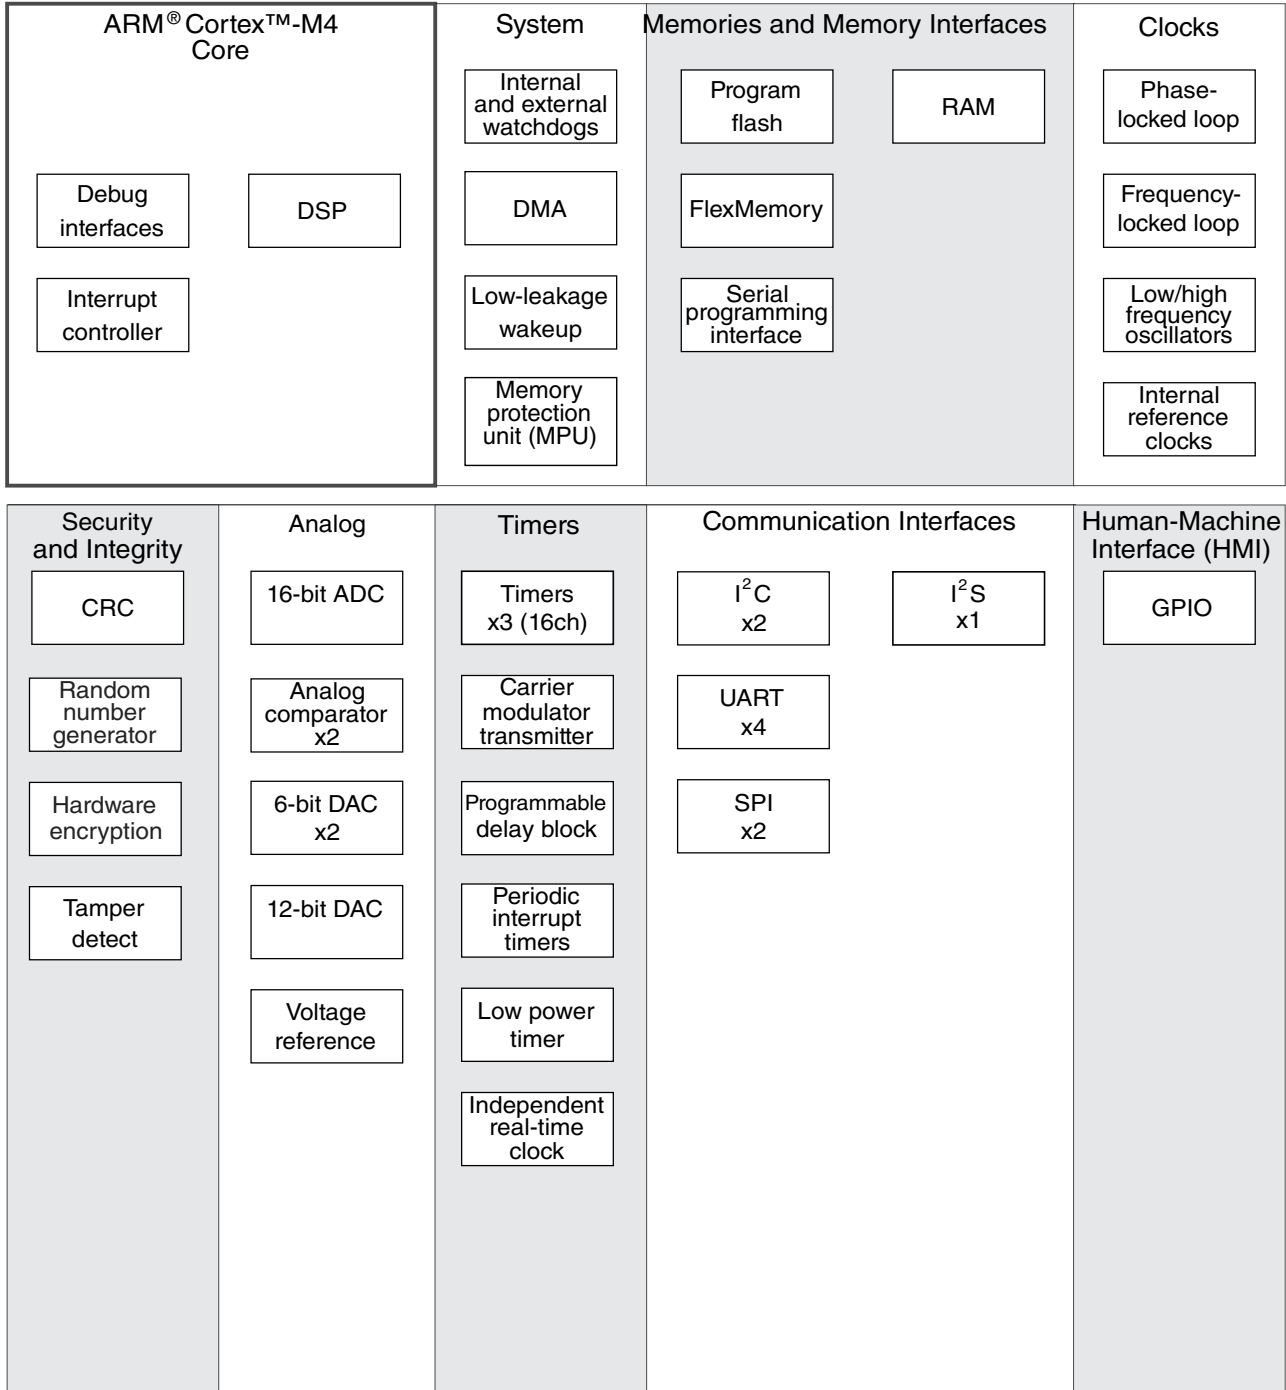 ARM® Cortex™-M4
Core
Debug
interfaces
DSP
Interrupt
controller
System
Internal
and external
watchdogs
DMA
Low-leakage
wakeup
Memory
protection
unit (MPU)
Memories and Memory Interfaces
Program
flash
RAM
FlexMemory
Serial
programming
interface
Clocks
Phase-
locked loop
Frequency-
locked loop
Low/high
frequency
oscillators
Internal
reference
clocks
Security
and Integrity
CRC
Random
number
generator
Hardware
encryption
Tamper
detect
Analog
16-bit ADC
Analog
comparator
x2
6-bit DAC
x2
12-bit DAC
Voltage
reference
Timers
Timers
x3 (16ch)
Carrier
modulator
transmitter
Programmable
delay block
Periodic
interrupt
timers
Low power
timer
Independent
real-time
clock
Communication Interfaces
I²C
x2
I²S
x1
UART
x4
SPI
x2
Human-Machine
Interface (HMI)
GPIO